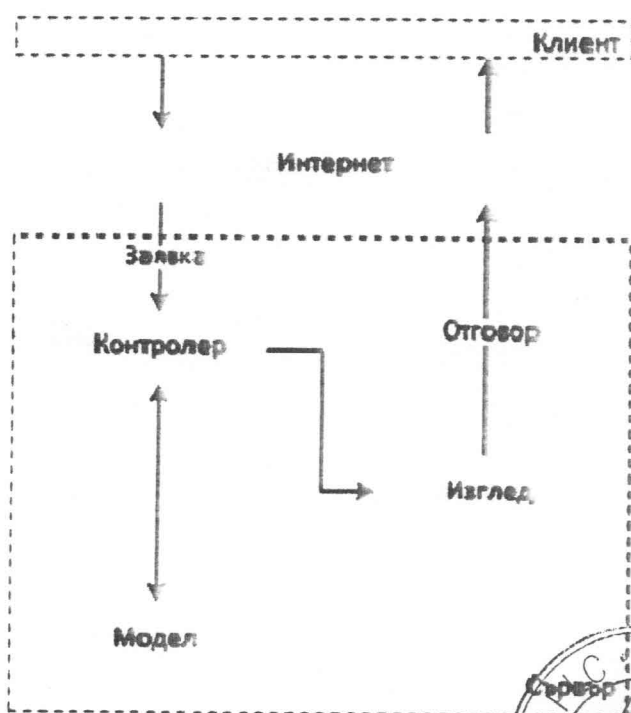 Клиент
Интернет
Заявка
Контролер
Отговор
Изглед
Модел
Сървър